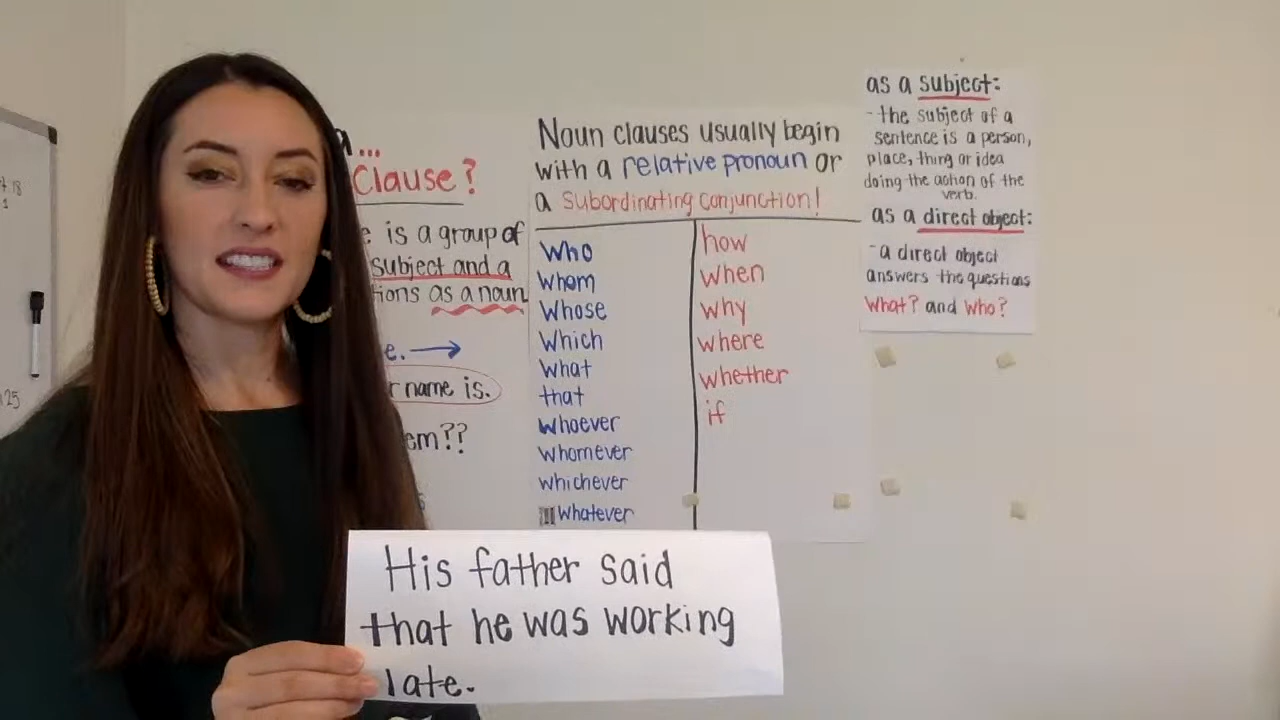 a...
Clause?
is a group of
subject and a
as a noun
name is.
Noun clauses usually begin
with a relative pronoun or
a subordinating conjunction!
who
whom
whose
which
what
that
whoever
whomever
whichever
whatever
how
when
why
where
whether
if
as a subject:
- the subject of a
sentence is a person,
place, thing or idea
doing the action of the
verb.
as a direct object:
- a direct object
answers the questions
What? and Who?
His father said
that he was working
late.